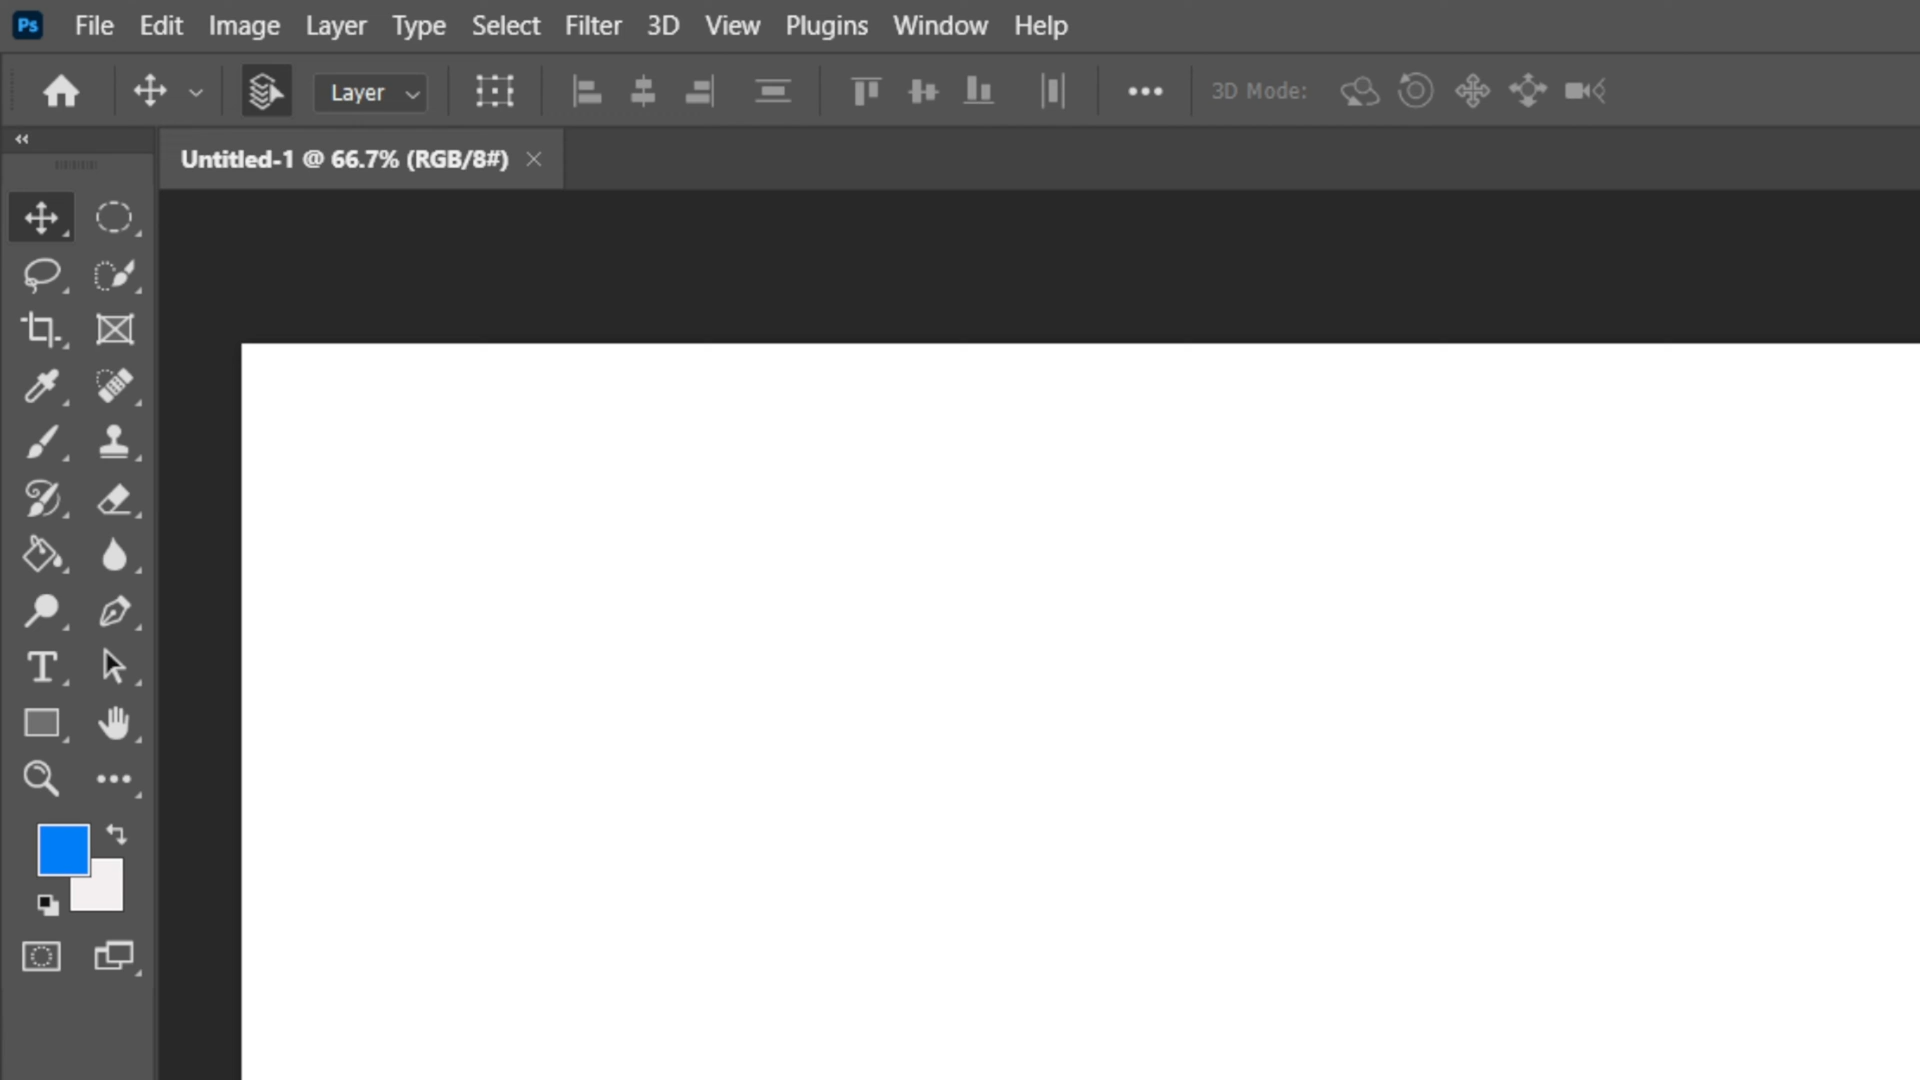 Ps File Edit Image Layer Type Select Filter 3D View Plugins Window Help
Layer 3D Mode:
Untitled-1 @ 66.7% (RGB/8#)